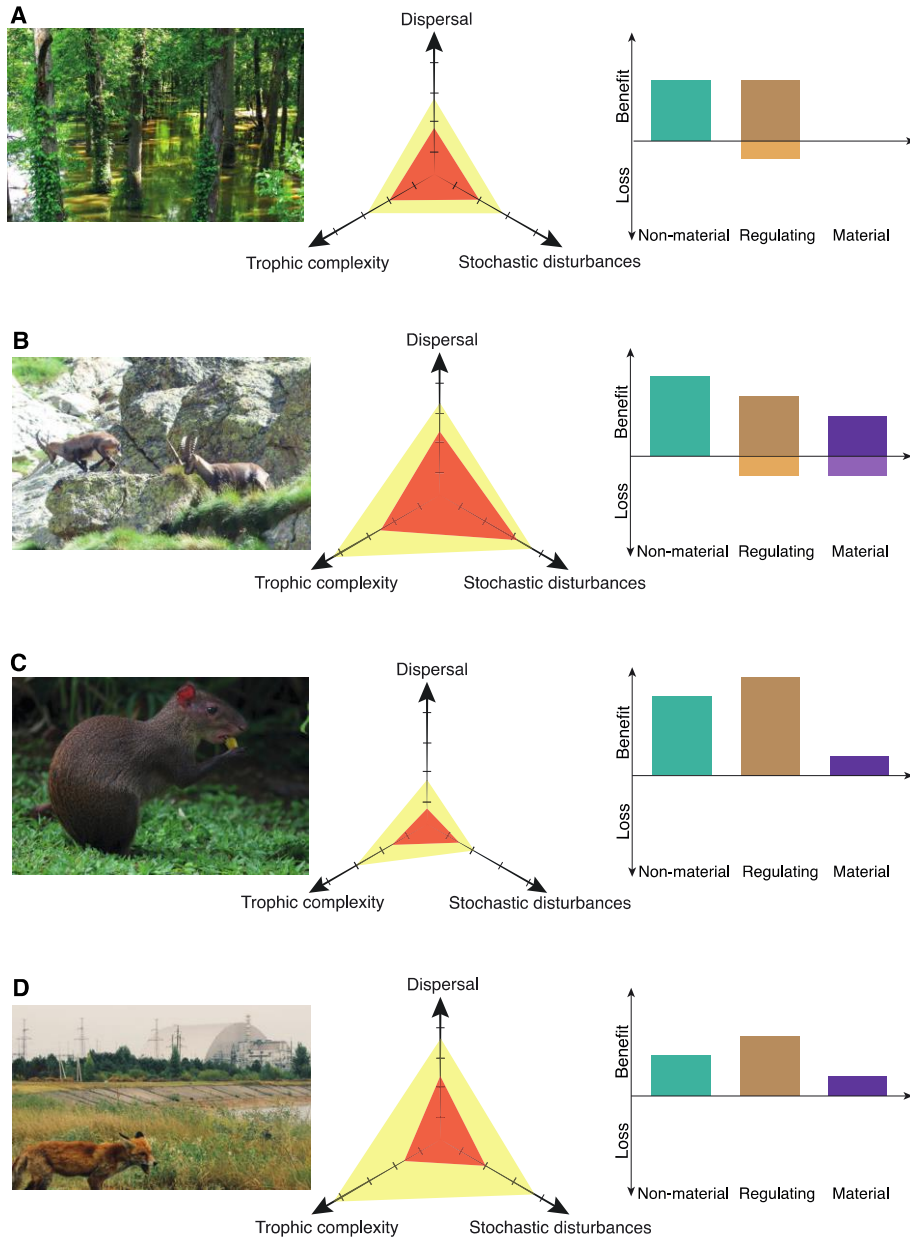 A
Dispersal
Trophic complexity
Stochastic disturbances
Benefit
Loss
Non-material
Regulating
Material
B
Dispersal
Trophic complexity
Stochastic disturbances
Benefit
Loss
Non-material
Regulating
Material
C
Dispersal
Trophic complexity
Stochastic disturbances
Benefit
Loss
Non-material
Regulating
Material
D
Dispersal
Trophic complexity
Stochastic disturbances
Benefit
Loss
Non-material
Regulating
Material